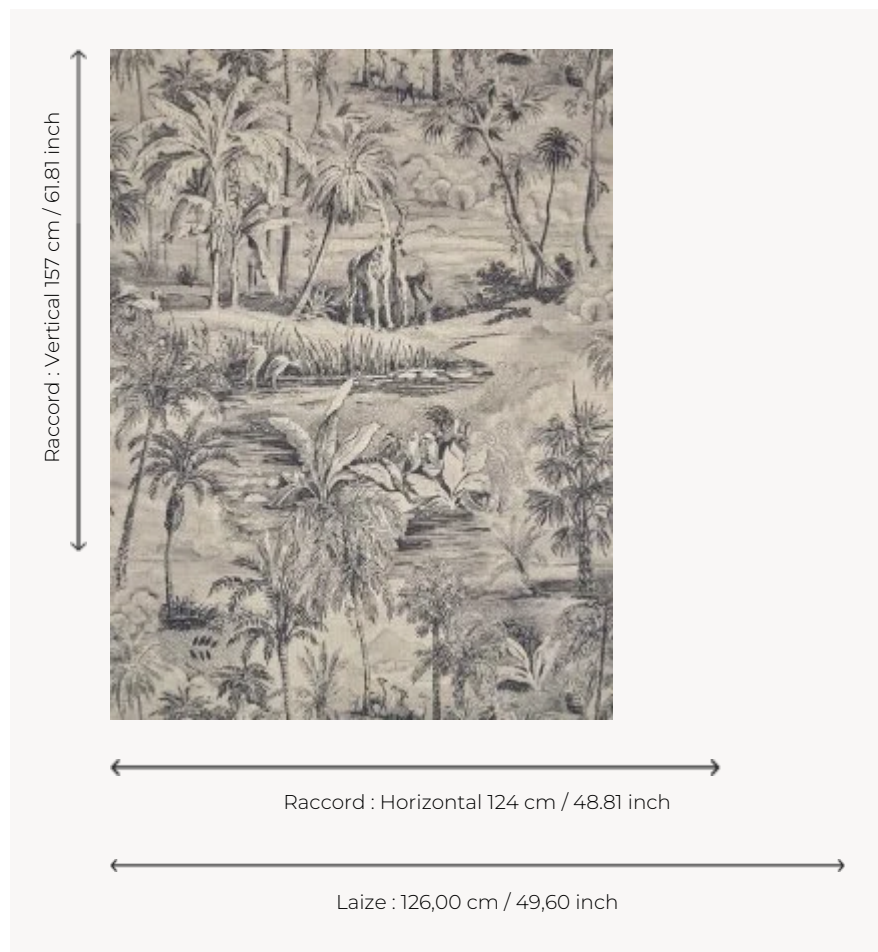 Raccord : Vertical 157 cm / 61.81 inch
Raccord : Horizontal 124 cm / 48.81 inch
Laize : 126,00 cm / 49,60 inch